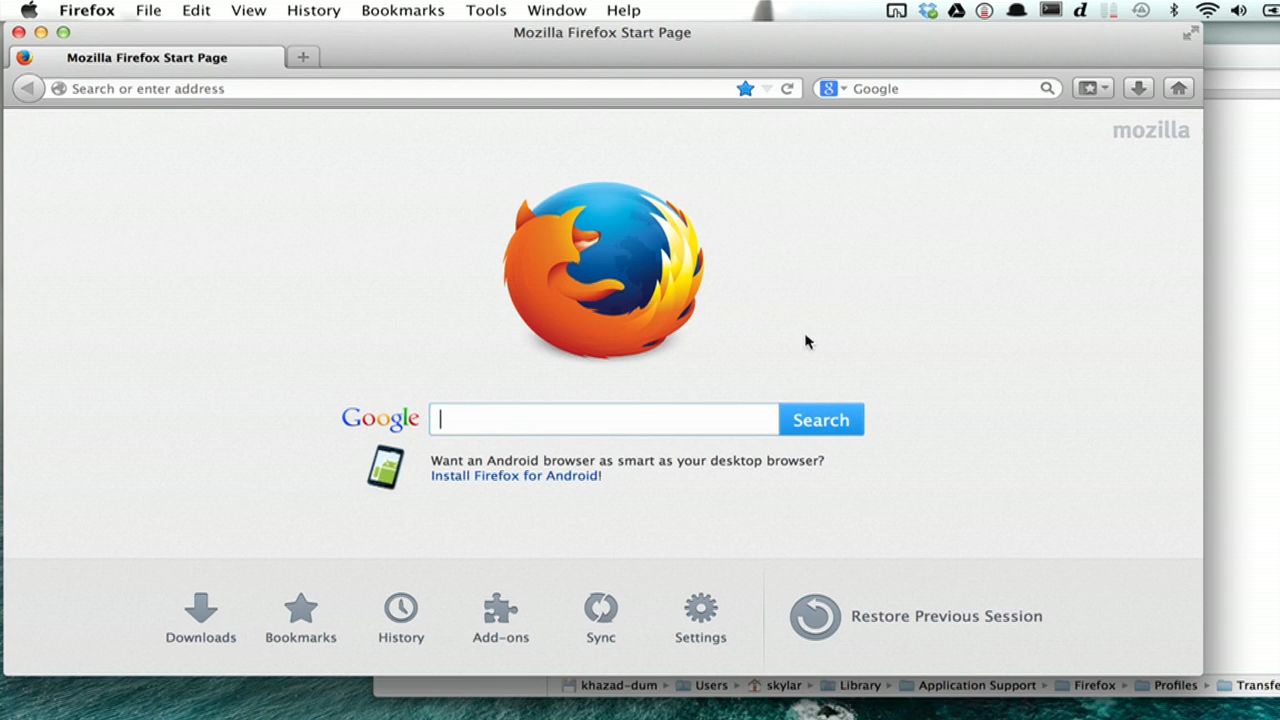 Firefox File Edit View History Bookmarks Tools Window Help
Mozilla Firefox Start Page
Mozilla Firefox Start Page
Search or enter address
Google
mozilla
Google
Search
Want an Android browser as smart as your desktop browser?
Install Firefox for Android!
Downloads Bookmarks History Add-ons Sync Settings
Restore Previous Session
khazad-dum Users skylar Library Application Support Firefox Profiles Transfe